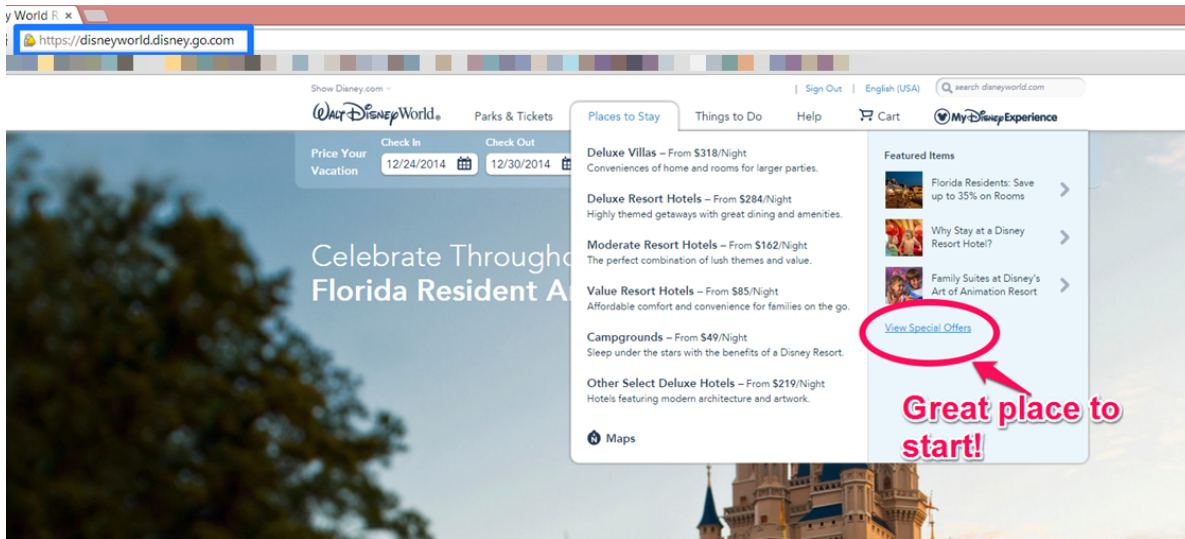 y World R ×
https://disneyworld.disney.go.com
Show Disney.com
Sign Out | English (USA)
search disneyworld.com
Walt Disney World®
Parks & Tickets
Places to Stay
Things to Do
Help
Cart
My Disney Experience
Price Your
Vacation
Check In
12/24/2014
Check Out
12/30/2014
Celebrate Througho
Florida Resident A
Deluxe Villas – From $318/Night
Conveniences of home and rooms for larger parties.
Deluxe Resort Hotels – From $284/Night
Highly themed getaways with great dining and amenities.
Moderate Resort Hotels – From $162/Night
The perfect combination of lush themes and value.
Value Resort Hotels – From $85/Night
Affordable comfort and convenience for families on the go.
Campgrounds – From $49/Night
Sleep under the stars with the benefits of a Disney Resort.
Other Select Deluxe Hotels – From $219/Night
Hotels featuring modern architecture and artwork.
N Maps
Featured Items
Florida Residents: Save
up to 35% on Rooms
Why Stay at a Disney
Resort Hotel?
Family Suites at Disney's
Art of Animation Resort
View Special Offers
Great place to
start!